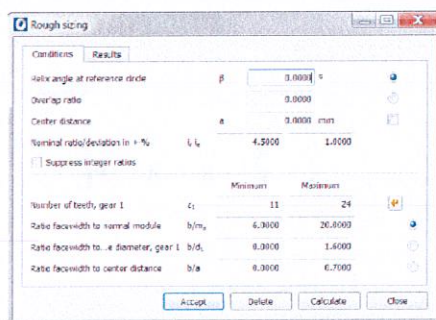 Rough sizing
Conditions Results
Helix angle at reference circle β 0.0000 °
Overlap ratio 0.0000
Center distance a 0.0000 mm
Nominal ratio/deviation in + % i, iₑ 4.5000 1.0000
Suppress integer ratios
Minimum Maximum
Number of teeth, gear 1 z₁ 11 24
Ratio facewidth to normal module b/mₙ 6.0000 20.0000
Ratio facewidth to...e diameter, gear 1 b/d₁ 0.0000 1.6000
Ratio facewidth to center distance b/a 0.0000 0.7000
Accept Delete Calculate Close